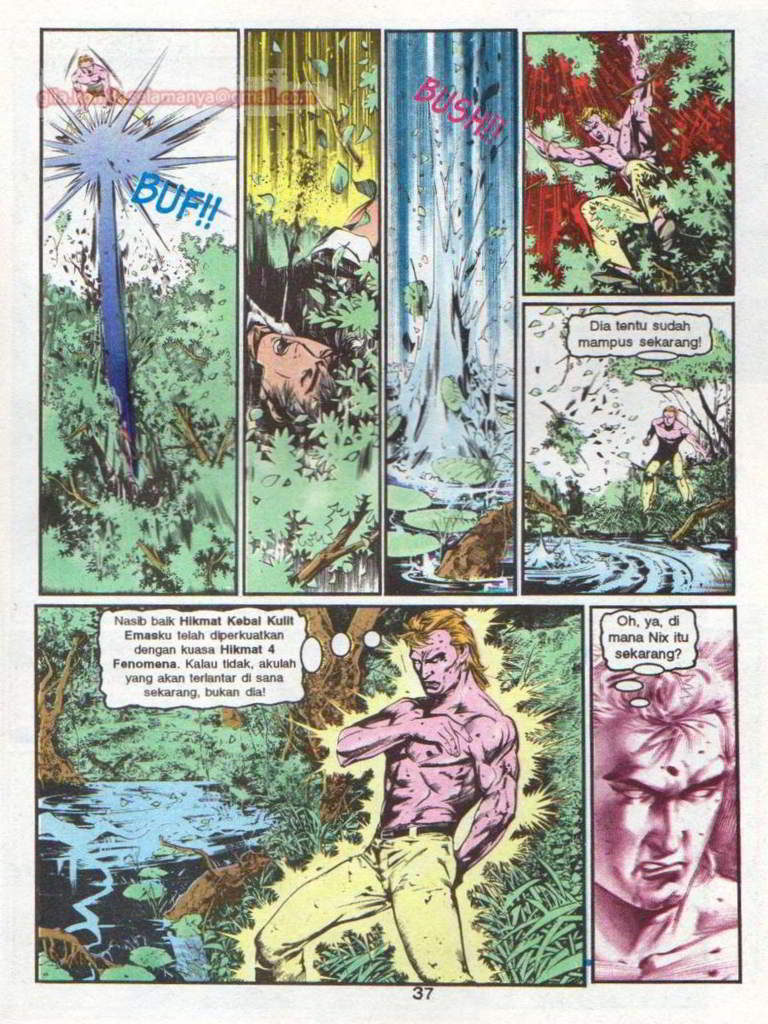 BUF!!
BUSH!!
Dia tentu sudah
mampus sekarang!
Nasib baik Hikmat Kebal Kulit
Emasku telah diperkuatkan
dengan kuasa Hikmat 4
Fenomena. Kalau tidak, akulah
yang akan terlantar di sana
sekarang, bukan dia!
Oh, ya, di
mana Nix itu
sekarang?
37